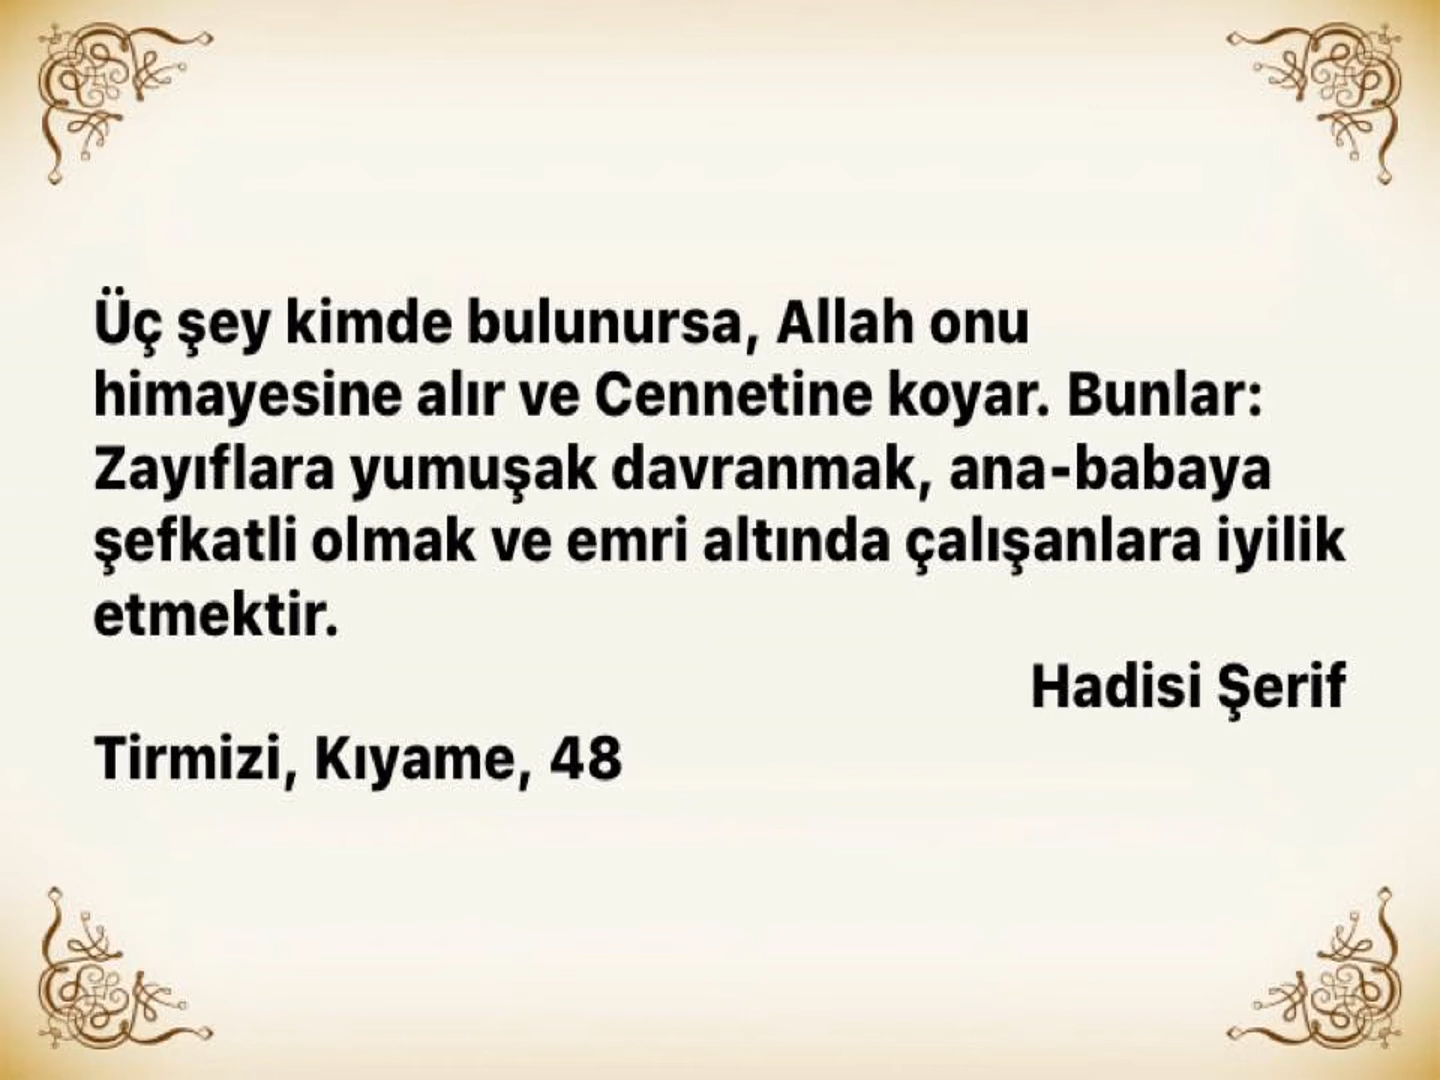 Üç şey kimde bulunursa, Allah onu
himayesine alır ve Cennetine koyar. Bunlar:
Zayıflara yumuşak davranmak, ana-babaya
şefkatli olmak ve emri altında çalışanlara iyilik
etmektir.
Hadisi Şerif
Tirmizi, Kıyame, 48